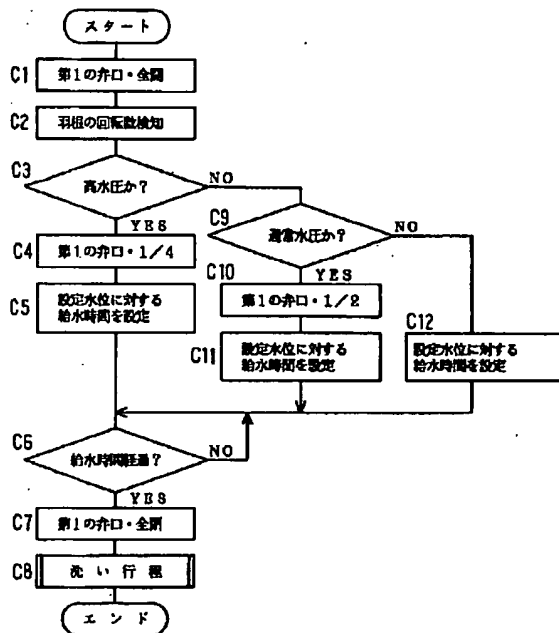 スタート
C1
第1の弁口・全開
C2
羽根の回転数検知
C3
高水圧か?
NO
YES
C4
第1の弁口・1/4
C5
設定水位に対する
給水時間を設定
C9
通常水圧か?
NO
YES
C10
第1の弁口・1/2
C11
設定水位に対する
給水時間を設定
C12
設定水位に対する
給水時間を設定
C6
給水時間経過?
NO
YES
C7
第1の弁口・全閉
C8
洗い行程
エンド